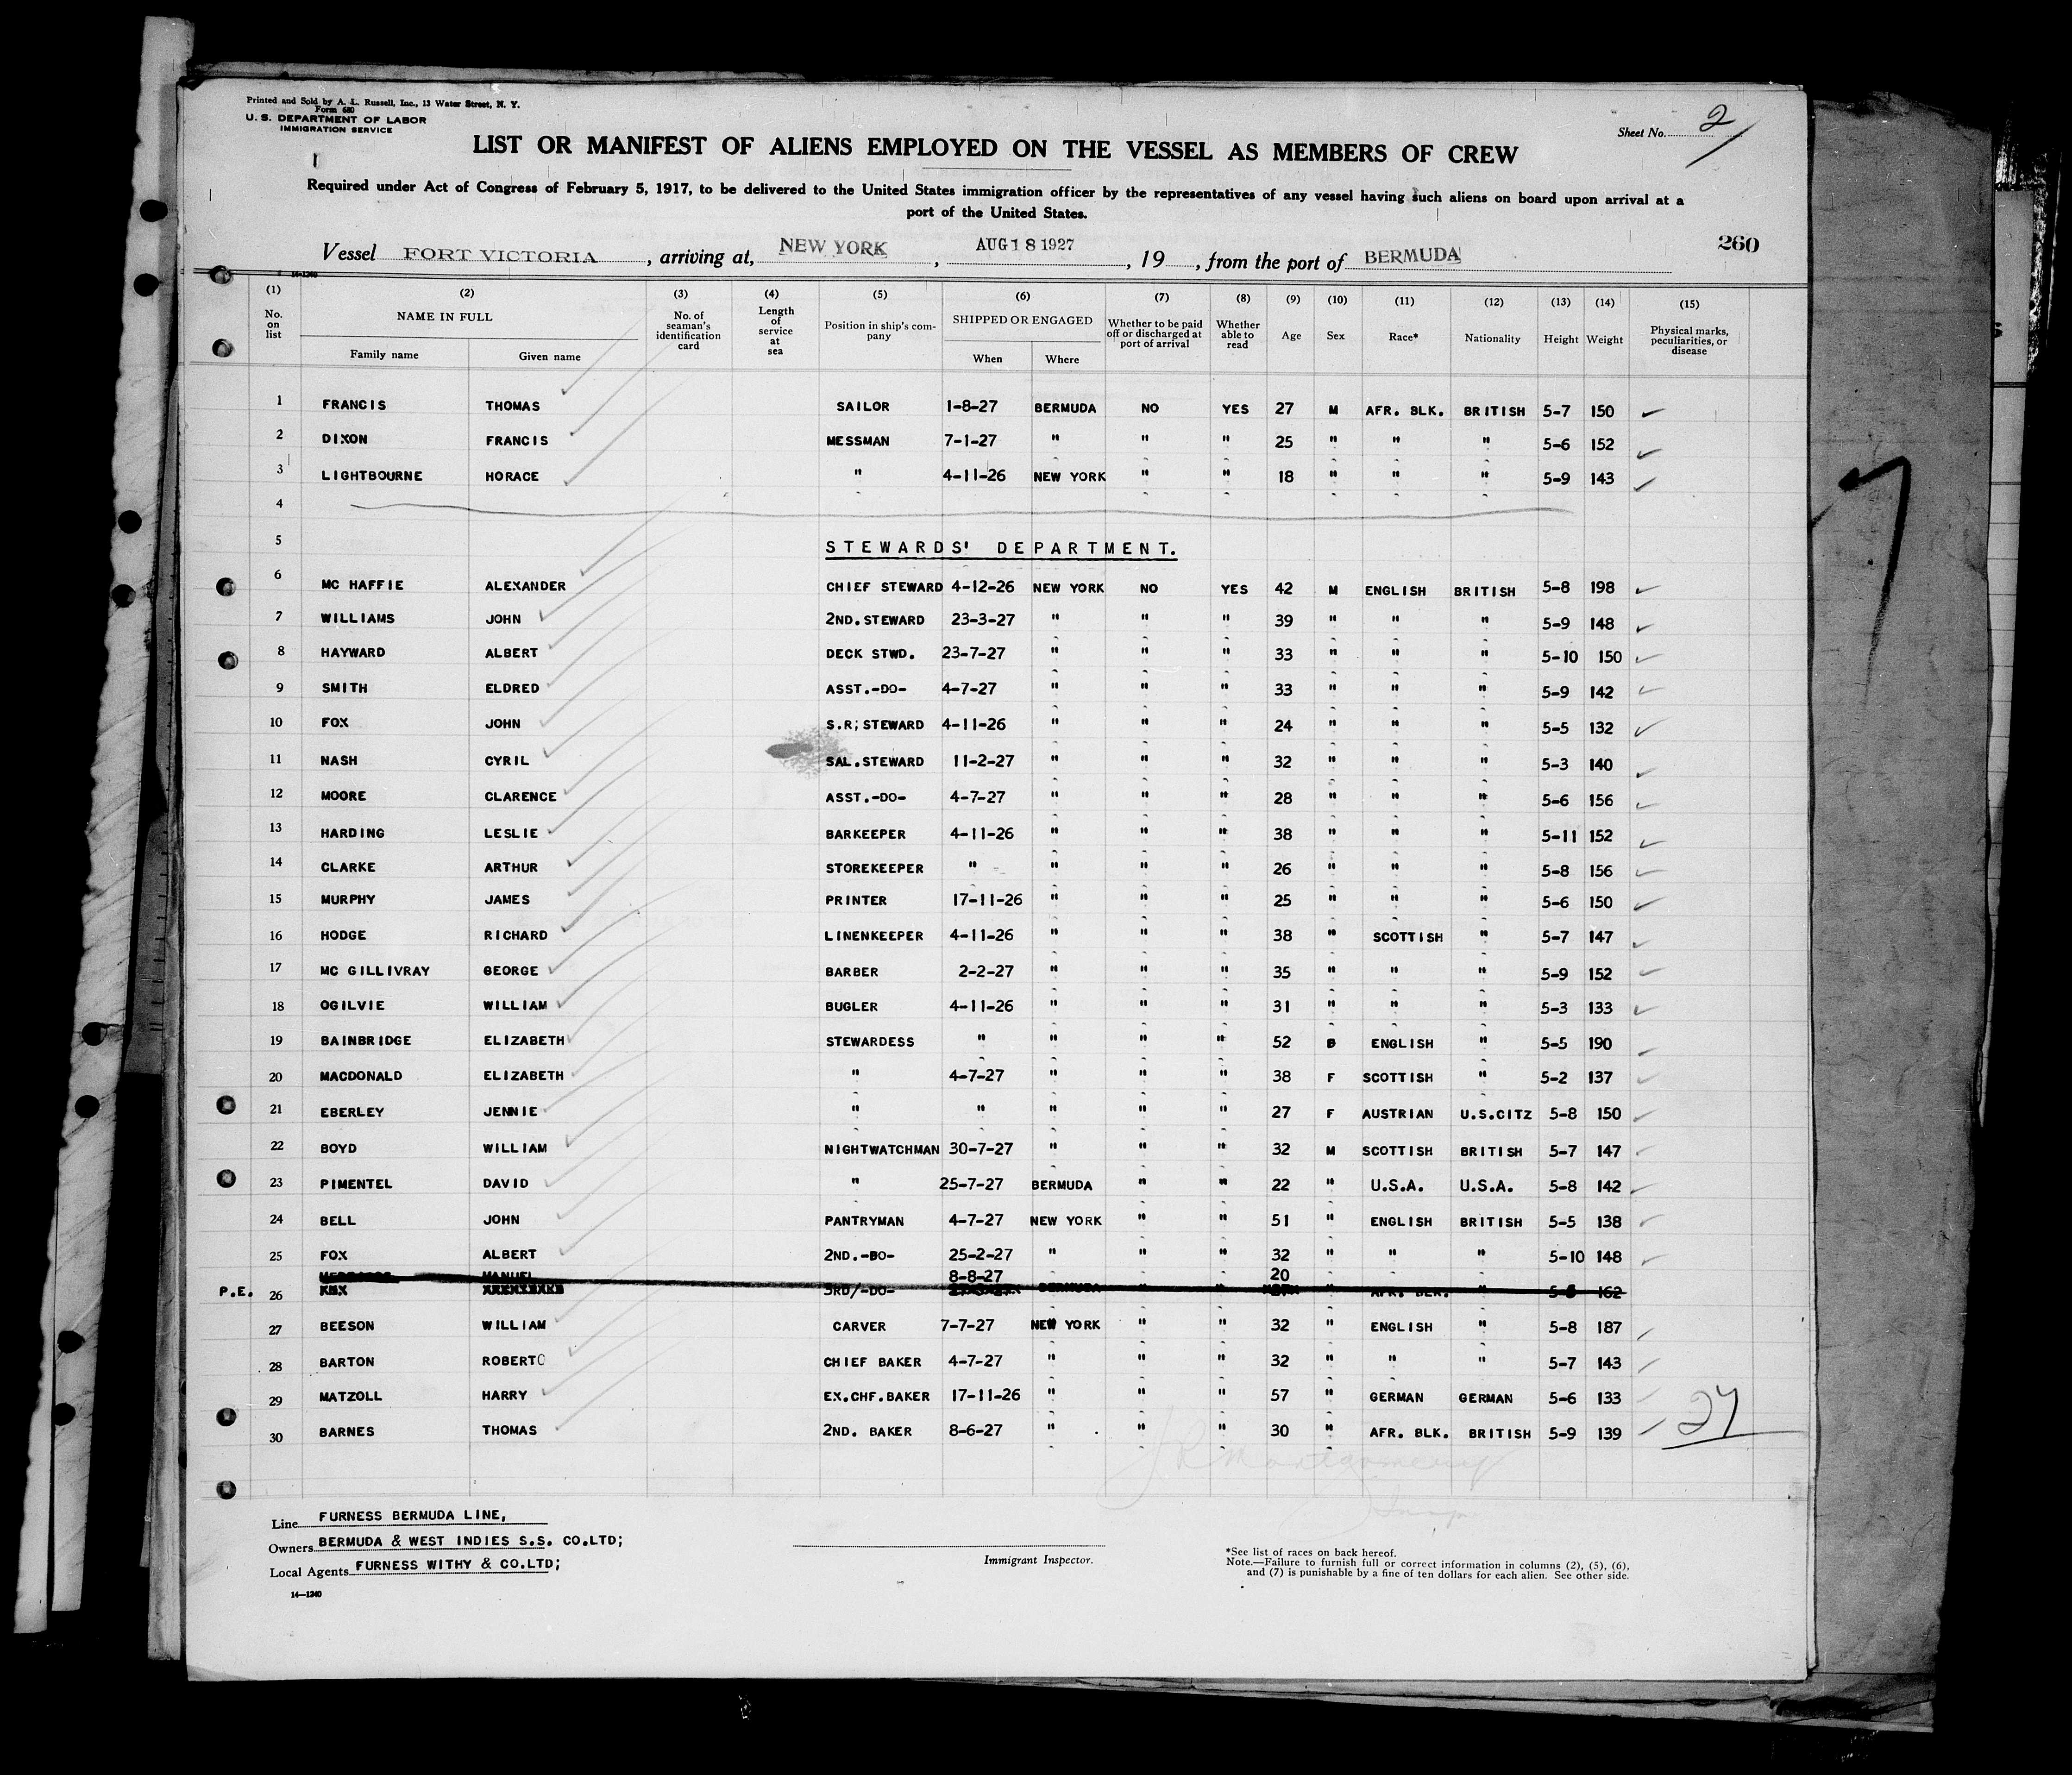 Printed and Sold by A. L. Russell, Inc., 13 Water Street, N. Y.
Form 680
U. S. DEPARTMENT OF LABOR
IMMIGRATION SERVICE
Sheet No. 2
LIST OR MANIFEST OF ALIENS EMPLOYED ON THE VESSEL AS MEMBERS OF CREW
Required under Act of Congress of February 5, 1917, to be delivered to the United States immigration officer by the representatives of any vessel having such aliens on board upon arrival at a
port of the United States.
260
Vessel FORT VICTORIA, arriving at, NEW YORK, AUG 18 1927, 19, from the port of BERMUDA
14-1240
(1) (2) (3) (4) (5) (6) (7) (8) (9) (10) (11) (12) (13) (14) (15)
No. on list NAME IN FULL Family name Given name No. of seaman's identification card Length of service at sea Position in ship's company SHIPPED OR ENGAGED When Where Whether to be paid off or discharged at port of arrival Whether able to read Age Sex Race* Nationality Height Weight Physical marks, peculiarities, or disease
1 FRANCIS THOMAS SAILOR 1-8-27 BERMUDA NO YES 27 M AFR. BLK. BRITISH 5-7 150
2 DIXON FRANCIS MESSMAN 7-1-27 " " " 25 " " " 5-6 152
3 LIGHTBOURNE HORACE " 4-11-26 NEW YORK " " 18 " " " 5-9 143
4
5 STEWARDS' DEPARTMENT.
6 MC HAFFIE ALEXANDER CHIEF STEWARD 4-12-26 NEW YORK NO YES 42 M ENGLISH BRITISH 5-8 198
7 WILLIAMS JOHN 2ND. STEWARD 23-3-27 " " " 39 " " " 5-9 148
8 HAYWARD ALBERT DECK STWD. 23-7-27 " " " 33 " " " 5-10 150
9 SMITH ELDRED ASST.-DO- 4-7-27 " " " 33 " " " 5-9 142
10 FOX JOHN S.R; STEWARD 4-11-26 " " " 24 " " " 5-5 132
11 NASH CYRIL SAL. STEWARD 11-2-27 " " " 32 " " " 5-3 140
12 MOORE CLARENCE ASST.-DO- 4-7-27 " " " 28 " " " 5-6 156
13 HARDING LESLIE BARKEEPER 4-11-26 " " " 38 " " " 5-11 152
14 CLARKE ARTHUR STOREKEEPER " " " " 26 " " " 5-8 156
15 MURPHY JAMES PRINTER 17-11-26 " " " 25 " " " 5-6 150
16 HODGE RICHARD LINENKEEPER 4-11-26 " " " 38 " SCOTTISH " 5-7 147
17 MC GILLIVRAY GEORGE BARBER 2-2-27 " " " 35 " " " 5-9 152
18 OGILVIE WILLIAM BUGLER 4-11-26 " " " 31 " " " 5-3 133
19 BAINBRIDGE ELIZABETH STEWARDESS " " " " 52 ENGLISH " 5-5 190
20 MACDONALD ELIZABETH " 4-7-27 " " " 38 F SCOTTISH " 5-2 137
21 EBERLEY JENNIE " " " " " 27 F AUSTRIAN U.S.CITZ 5-8 150
22 BOYD WILLIAM NIGHTWATCHMAN 30-7-27 " " " 32 M SCOTTISH BRITISH 5-7 147
23 PIMENTEL DAVID " 25-7-27 BERMUDA " " 22 " U.S.A. U.S.A. 5-8 142
24 BELL JOHN PANTRYMAN 4-7-27 NEW YORK " " 51 " ENGLISH BRITISH 5-5 138
25 FOX ALBERT 2ND.-DO- 25-2-27 " " " 32 " " " 5-10 148
MANUEL 8-8-27 20
P.E. 26 3RD/-DO- BERMUDA " " " AFR. BLK. " 162
27 BEESON WILLIAM CARVER 7-7-27 NEW YORK " " 32 " ENGLISH " 5-8 187
28 BARTON ROBERT CHIEF BAKER 4-7-27 " " " 32 " " " 5-7 143
29 MATZOLL HARRY EX.CHF.BAKER 17-11-26 " " " 57 " GERMAN GERMAN 5-6 133
30 BARNES THOMAS 2ND. BAKER 8-6-27 " " " 30 " AFR. BLK. BRITISH 5-9 139
27
J R Montgomery
Insp.
Line FURNESS BERMUDA LINE,
Owners BERMUDA & WEST INDIES S.S. CO.LTD;
Local Agents FURNESS WITHY & CO.LTD;
14—1240
Immigrant Inspector.
*See list of races on back hereof.
Note.—Failure to furnish full or correct information in columns (2), (5), (6),
and (7) is punishable by a fine of ten dollars for each alien. See other side.